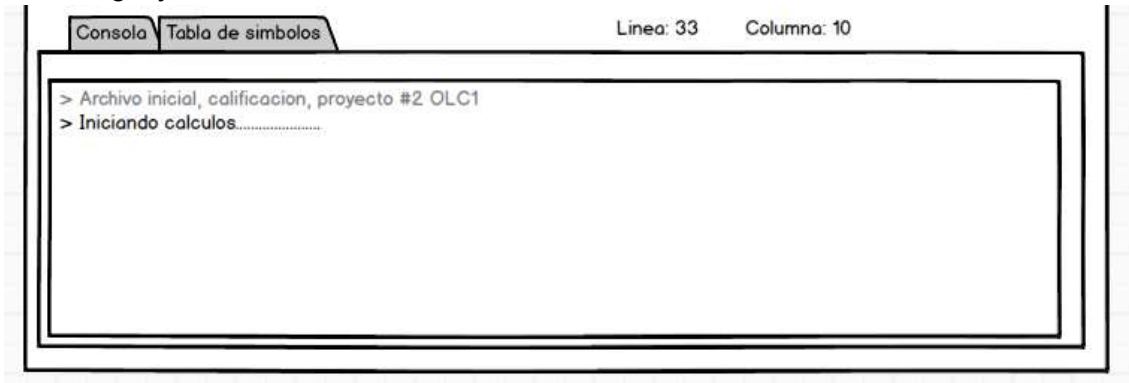 Consola Tabla de simbolos Linea: 33 Columna: 10
> Archivo inicial, calificacion, proyecto #2 OLC1
> Iniciando calculos......................